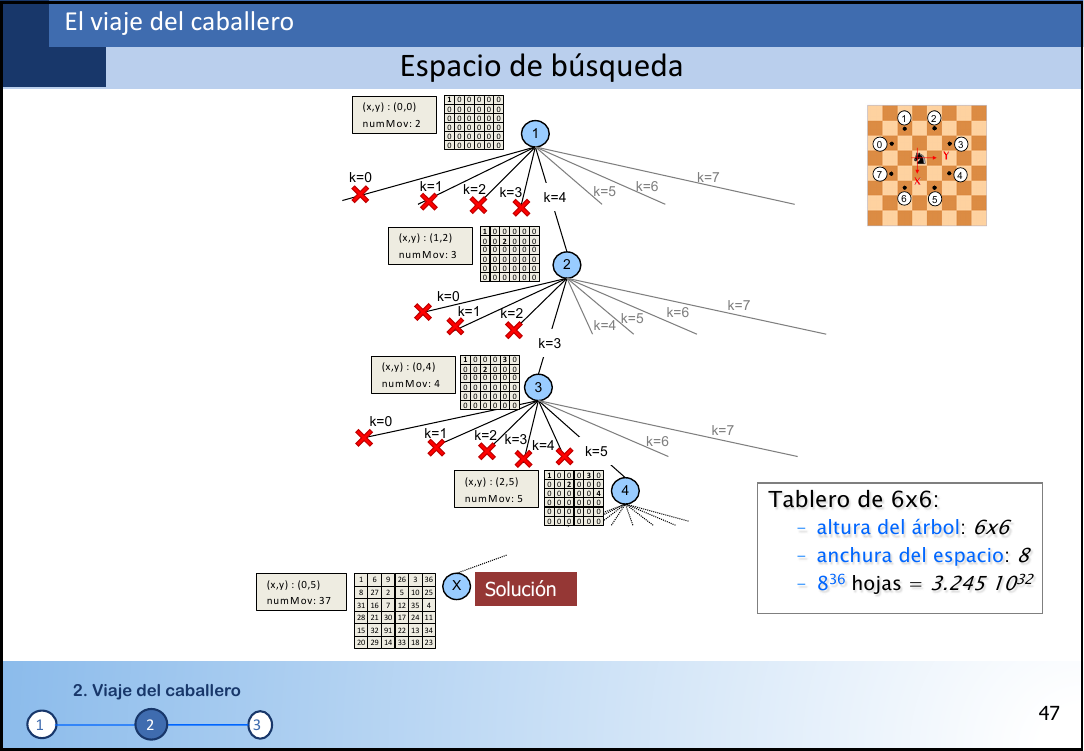 El viaje del caballero
Espacio de búsqueda
(x,y) : (0,0)
numMov: 2
1 0 0 0 0 0
0 0 0 0 0 0
0 0 0 0 0 0
0 0 0 0 0 0
0 0 0 0 0 0
0 0 0 0 0 0
1
k=0
k=1
k=2
k=3
k=4
k=5
k=6
k=7
0
1
2
3
4
5
6
7
Y
X
(x,y) : (1,2)
numMov: 3
1 0 0 0 0 0
0 0 2 0 0 0
0 0 0 0 0 0
0 0 0 0 0 0
0 0 0 0 0 0
0 0 0 0 0 0
2
k=0
k=1
k=2
k=3
k=4
k=5
k=6
k=7
(x,y) : (0,4)
numMov: 4
1 0 0 0 3 0
0 0 2 0 0 0
0 0 0 0 0 0
0 0 0 0 0 0
0 0 0 0 0 0
0 0 0 0 0 0
3
k=0
k=1
k=2
k=3
k=4
k=5
k=6
k=7
(x,y) : (2,5)
numMov: 5
1 0 0 0 3 0
0 0 2 0 0 0
0 0 0 0 0 4
0 0 0 0 0 0
0 0 0 0 0 0
0 0 0 0 0 0
4
Tablero de 6x6:
– altura del árbol: 6x6
– anchura del espacio: 8
– 8^36 hojas = 3.245 10^32
(x,y) : (0,5)
numMov: 37
1 6 9 26 3 36
8 27 2 5 10 25
31 16 7 12 35 4
28 21 30 17 24 11
15 32 91 22 13 34
20 29 14 33 18 23
X
Solución
2. Viaje del caballero
1
2
3
47